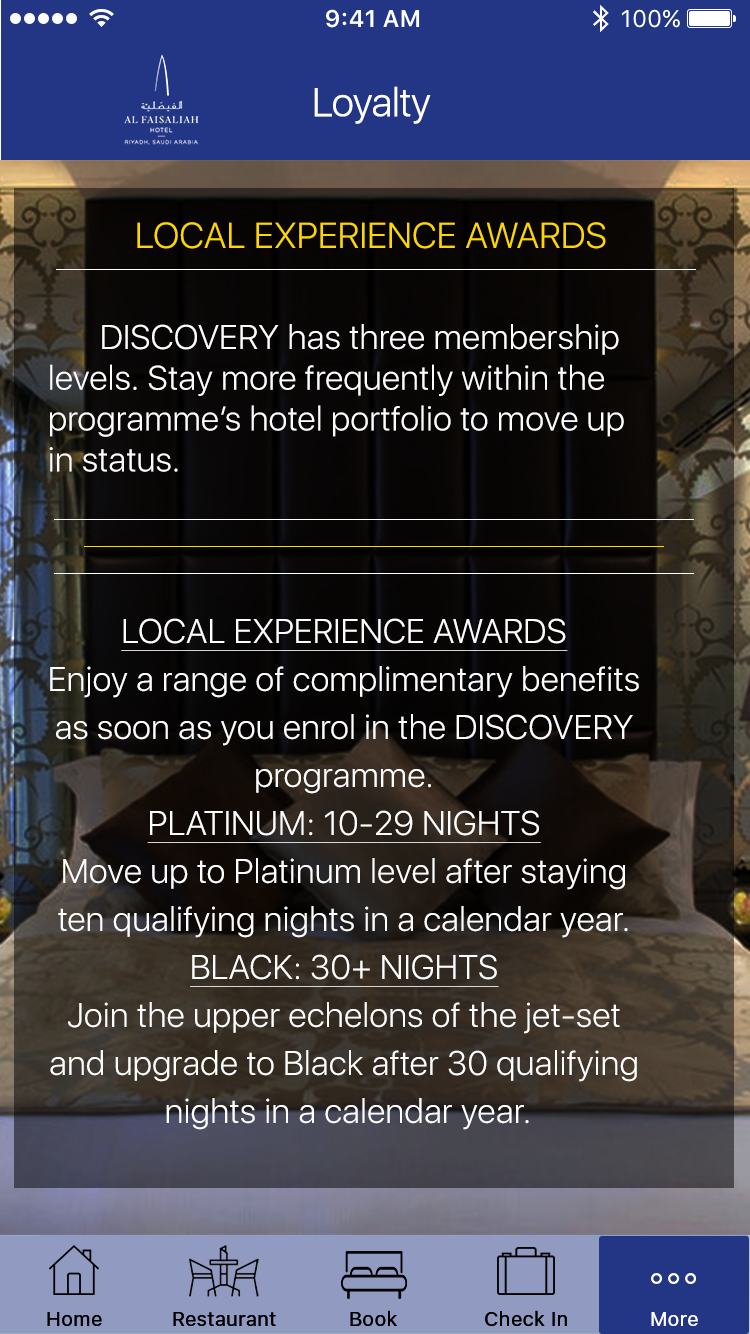 9:41 AM
100%
الفيصلية
AL FAISALIAH
HOTEL
RIYADH, SAUDI ARABIA
Loyalty
LOCAL EXPERIENCE AWARDS
DISCOVERY has three membership
levels. Stay more frequently within the
programme’s hotel portfolio to move up
in status.
LOCAL EXPERIENCE AWARDS
Enjoy a range of complimentary benefits
as soon as you enrol in the DISCOVERY
programme.
PLATINUM: 10-29 NIGHTS
Move up to Platinum level after staying
ten qualifying nights in a calendar year.
BLACK: 30+ NIGHTS
Join the upper echelons of the jet-set
and upgrade to Black after 30 qualifying
nights in a calendar year.
Home
Restaurant
Book
Check In
More